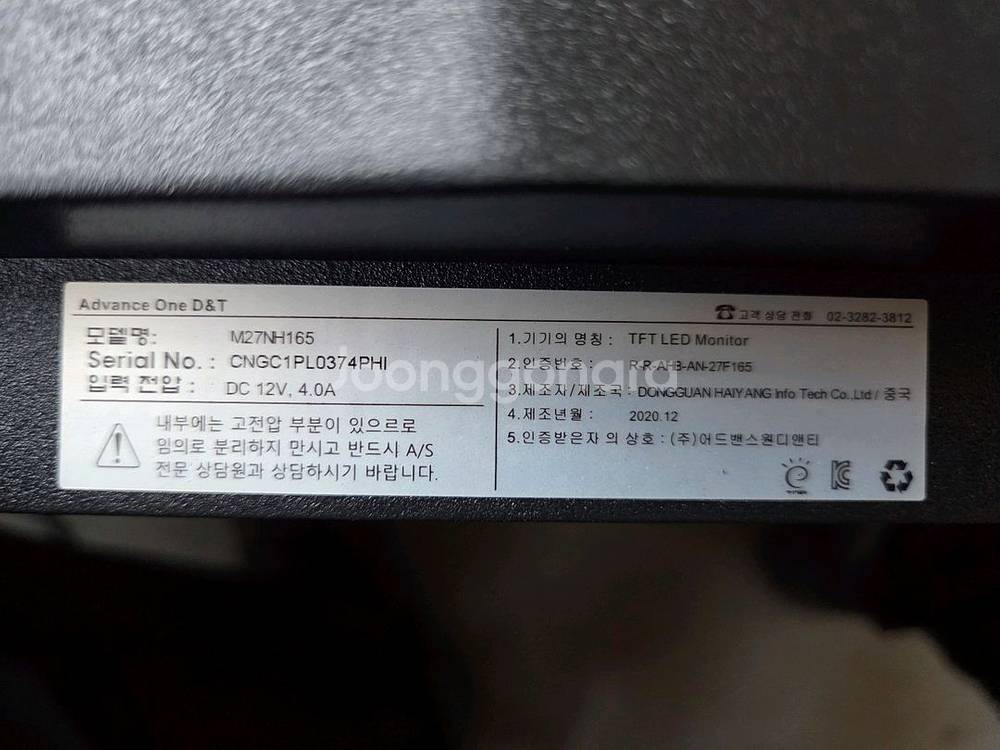 Advance One D&T
고객 상담 전화 02-3282-3812
모델명: M27NH165
Serial No. : CNGC1PL0374PHI
입력 전압 : DC 12V, 4.0A
내부에는 고전압 부분이 있으르로
임의로 분리하지 만시고 반드시 A/S
전문 상담원과 상담하시기 바랍니다.
1.기기의 명칭 : TFT LED Monitor
2.인증번호 : R-R-AHB-AN-27F165
3.제조자/제조국 : DONGGUAN HAIYANG Info Tech Co.,Ltd / 중국
4.제조년월 : 2020.12
5.인증받은자 의 상호 : (주)어드밴스원디앤티
Joonggonara